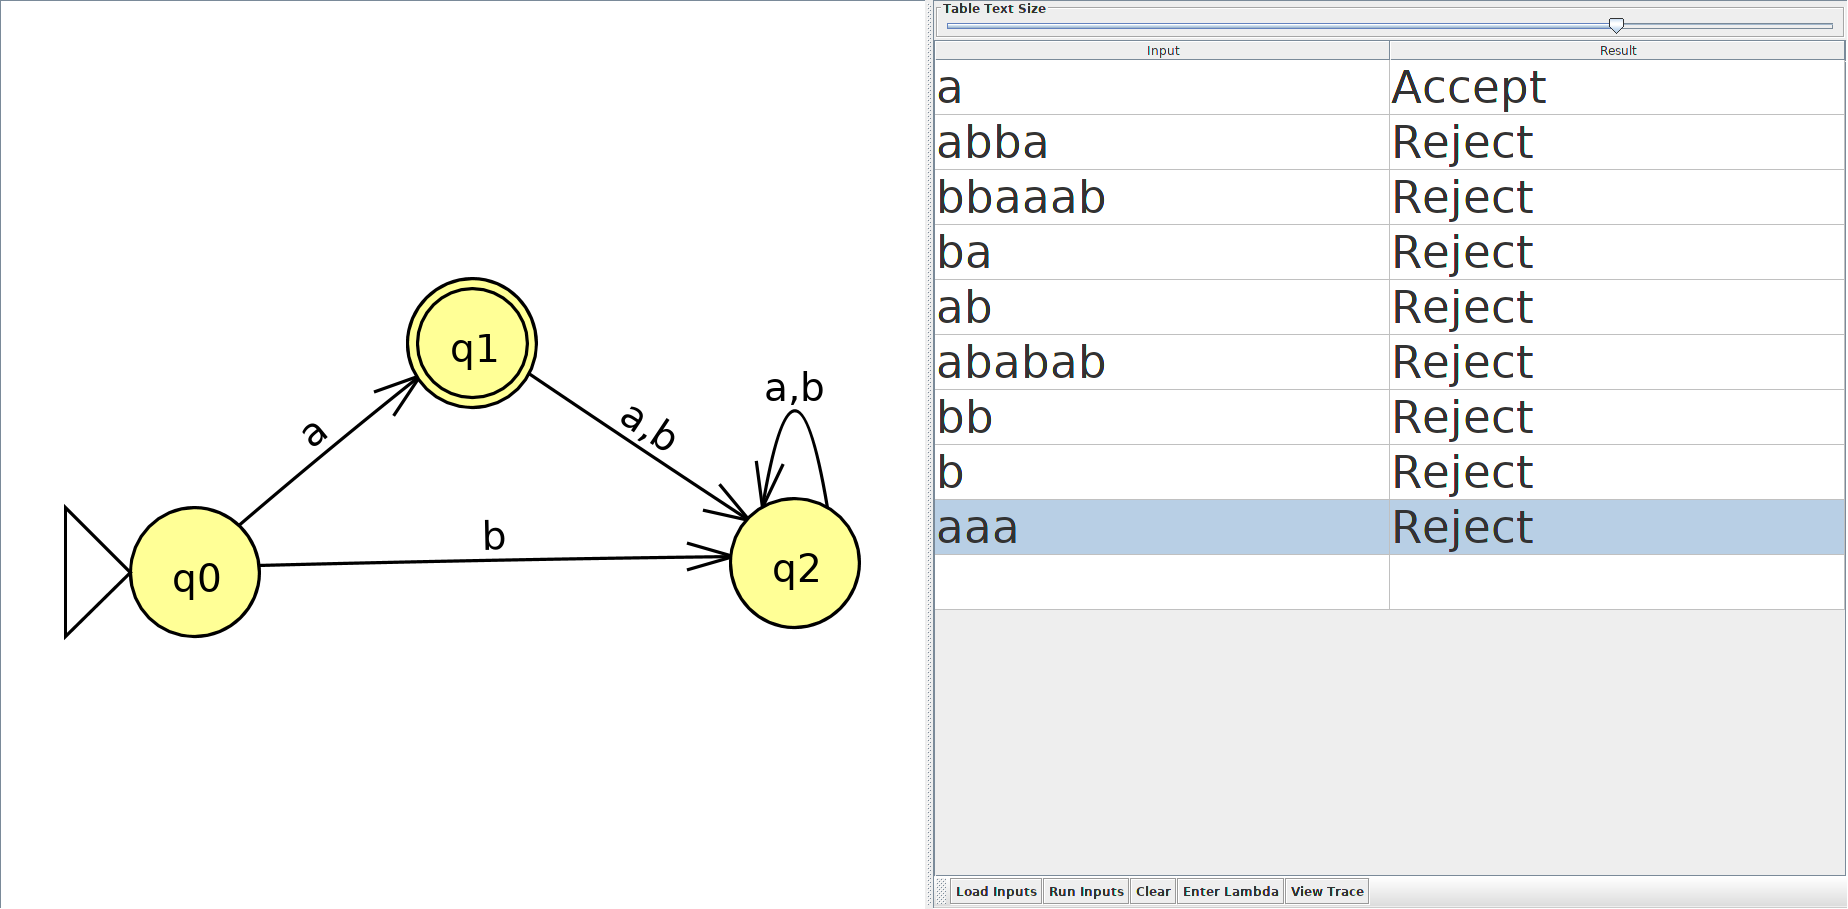 q0
a
q1
a,b
b
a,b
q2
Table Text Size
Input Result
a Accept
abba Reject
bbaaab Reject
ba Reject
ab Reject
ababab Reject
bb Reject
b Reject
aaa Reject
Load Inputs Run Inputs Clear Enter Lambda View Trace